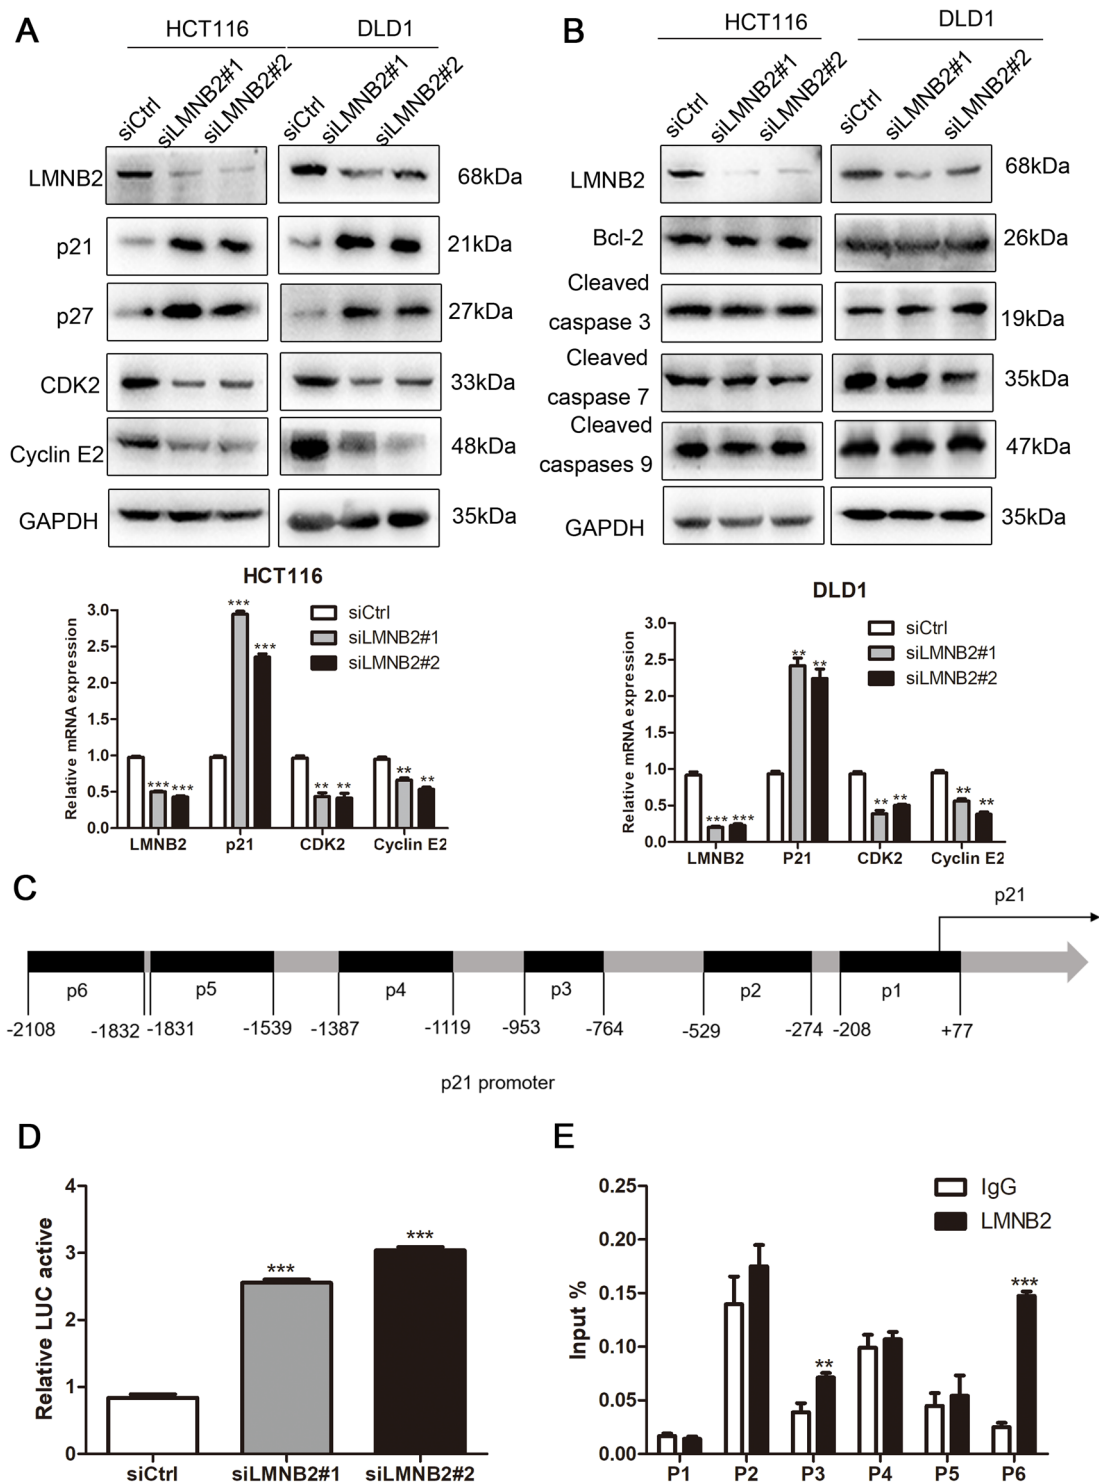 A
HCT116
DLD1
siCtrl
siLMNB2#1
siLMNB2#2
siCtrl
siLMNB2#1
siLMNB2#2
LMNB2
68kDa
p21
21kDa
p27
27kDa
CDK2
33kDa
Cyclin E2
48kDa
GAPDH
35kDa
B
HCT116
DLD1
siCtrl
siLMNB2#1
siLMNB2#2
siCtrl
siLMNB2#1
siLMNB2#2
LMNB2
68kDa
Bcl-2
26kDa
Cleaved
caspase 3
19kDa
Cleaved
caspase 7
35kDa
Cleaved
caspases 9
47kDa
GAPDH
35kDa
HCT116
Relative mRNA expression
3.0
2.5
2.0
1.5
1.0
0.5
0.0
siCtrl
siLMNB2#1
siLMNB2#2
*** ***
*** ***
** **
** **
LMNB2 p21 CDK2 Cyclin E2
DLD1
Relative mRNA expression
3.0
2.5
2.0
1.5
1.0
0.5
0.0
siCtrl
siLMNB2#1
siLMNB2#2
*** ***
** **
** **
** **
LMNB2 P21 CDK2 Cyclin E2
C
p21
p6 p5 p4 p3 p2 p1
-2108 -1832 -1831 -1539 -1387 -1119 -953 -764 -529 -274 -208 +77
p21 promoter
D
Relative LUC active
4
3
2
1
0
***
***
siCtrl siLMNB2#1 siLMNB2#2
E
Input %
0.25
0.20
0.15
0.10
0.05
0.00
IgG
LMNB2
**
***
P1 P2 P3 P4 P5 P6